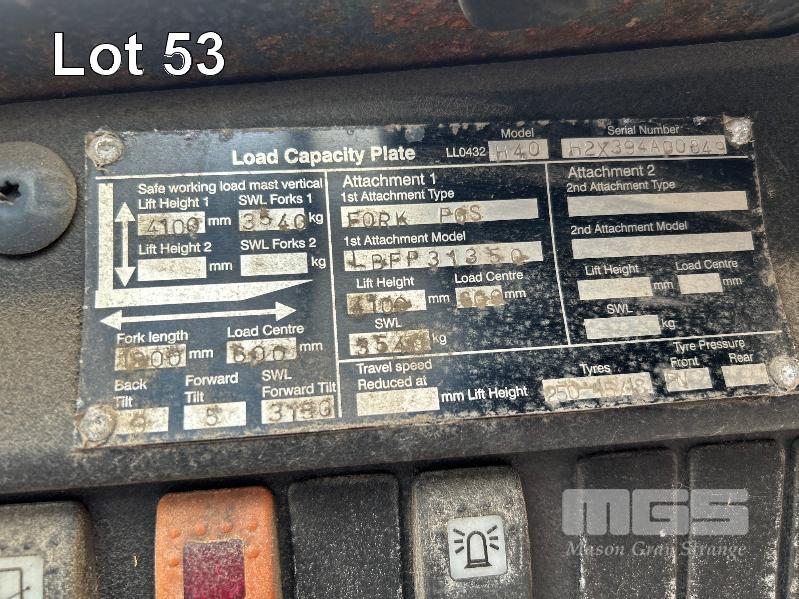 Lot 53
Load Capacity Plate
LL0432
Model
H40
Serial Number
Safe working load mast vertical
Lift Height 1
SWL Forks 1
4100 mm
3540 kg
Lift Height 2
SWL Forks 2
mm
kg
Fork length
Load Centre
mm
600 mm
Back Tilt
Forward Tilt
5
SWL
Forward Tilt
Attachment 1
1st Attachment Type
FORK POS
1st Attachment Model
Lift Height
Load Centre
4100 mm
600 mm
SWL
3540 kg
Travel speed
Reduced at
mm Lift Height
Attachment 2
2nd Attachment Type
2nd Attachment Model
Lift Height
Load Centre
mm
mm
SWL
kg
Tyres
Tyre Pressure
Front
Rear
MGS
Mason Gray Strange